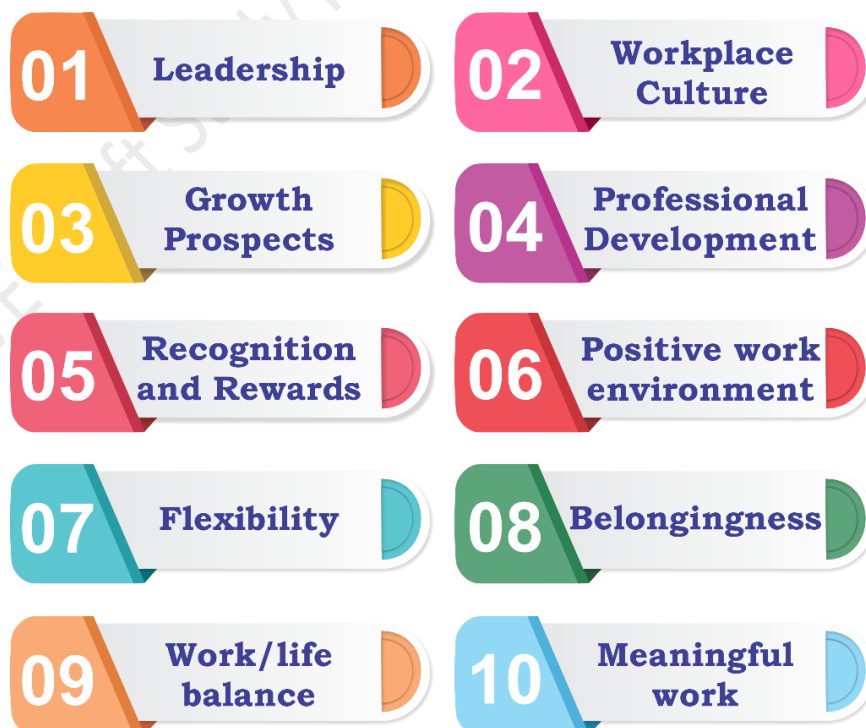 01
Leadership
02
Workplace
Culture
03
Growth
Prospects
04
Professional
Development
05
Recognition
and Rewards
06
Positive work
environment
07
Flexibility
08
Belongingness
09
Work/life
balance
10
Meaningful
work